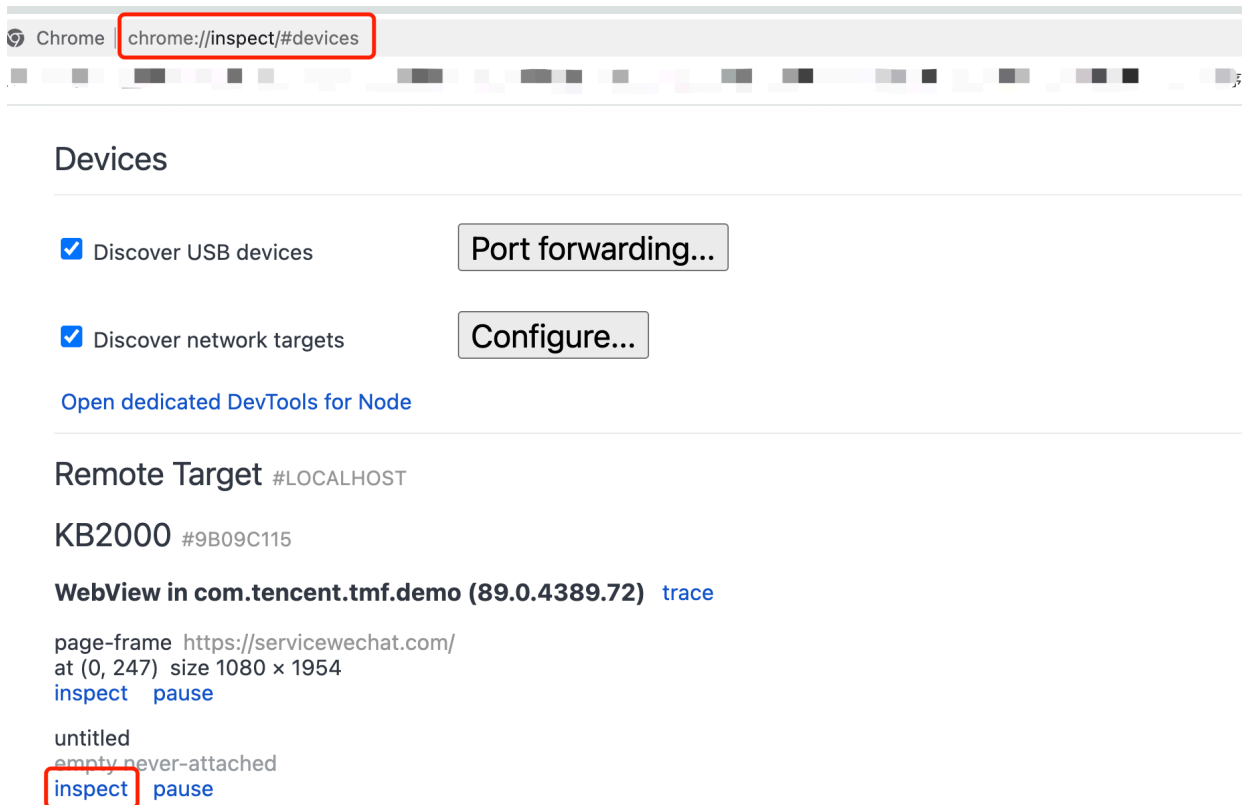 Chrome | chrome://inspect/#devices
Devices
Discover USB devices Port forwarding...
Discover network targets Configure...
Open dedicated DevTools for Node
Remote Target #LOCALHOST
KB2000 #9B09C115
WebView in com.tencent.tmf.demo (89.0.4389.72) trace
page-frame https://servicewechat.com/
at (0, 247) size 1080 × 1954
inspect pause
untitled
empty never-attached
inspect pause